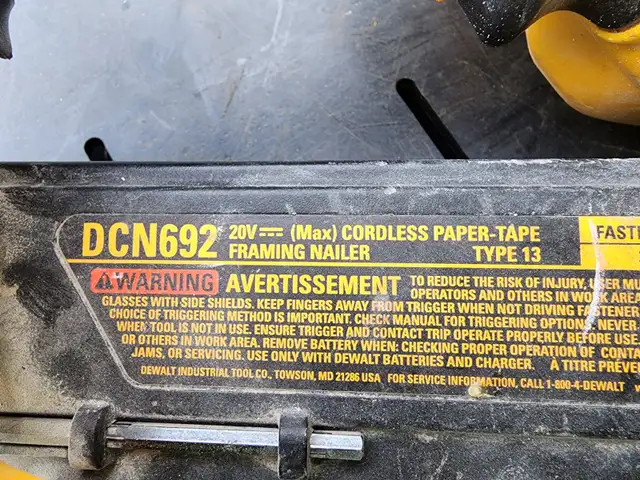 DCN692 20V (Max) CORDLESS PAPER-TAPE
FRAMING NAILER TYPE 13
WARNING AVERTISSEMENT TO REDUCE THE RISK OF INJURY, USER MU
OPERATORS AND OTHERS IN WORK AREA
GLASSES WITH SIDE SHIELDS. KEEP FINGERS AWAY FROM TRIGGER WHEN NOT DRIVING FASTENER
CHOICE OF TRIGGERING METHOD IS IMPORTANT. CHECK MANUAL FOR TRIGGERING OPTIONS. NEVER
WHEN TOOL IS NOT IN USE. ENSURE TRIGGER AND CONTACT TRIP OPERATE PROPERLY BEFORE USE.
OR OTHERS IN WORK AREA. REMOVE BATTERY WHEN: CHECKING PROPER OPERATION OF CONTA
JAMS, OR SERVICING. USE ONLY WITH DEWALT BATTERIES AND CHARGER. À TITRE PRÉVE
DEWALT INDUSTRIAL TOOL CO., TOWSON, MD 21286 USA FOR SERVICE INFORMATION, CALL 1-800-4-DEWALT
FASTE